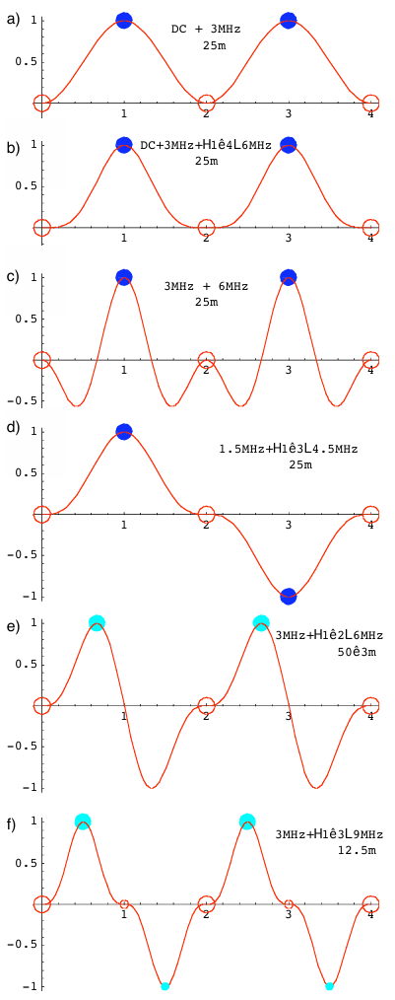 a) 1
DC + 3MHz
25m
0.5
1 2 3 4
b) 1
DC+3MHz+H1ê4L6MHz
25m
0.5
1 2 3 4
c) 1
3MHz + 6MHz
25m
0.5
1 2 3 4
-0.5
d) 1
1.5MHz+H1ê3L4.5MHz
25m
0.5
1 2 3 4
-0.5
-1
e) 1
3MHz+H1ê2L6MHz
50ê3m
0.5
1 2 3 4
-0.5
-1
f) 1
3MHz+H1ê3L9MHz
12.5m
0.5
1 2 3 4
-0.5
-1